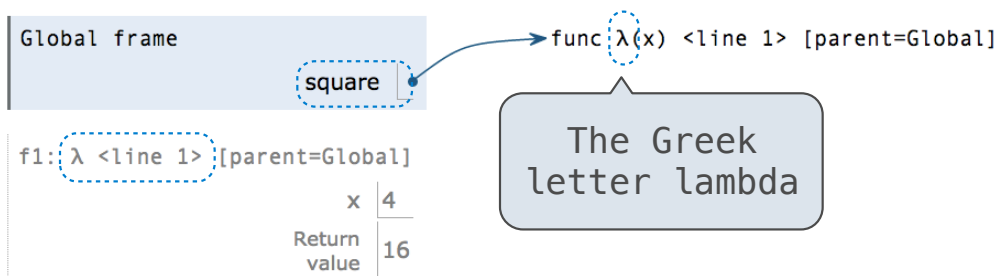 Global frame
func λ(x) <line 1> [parent=Global]
square
The Greek
letter lambda
f1: λ <line 1> [parent=Global]
x 4
Return
value 16